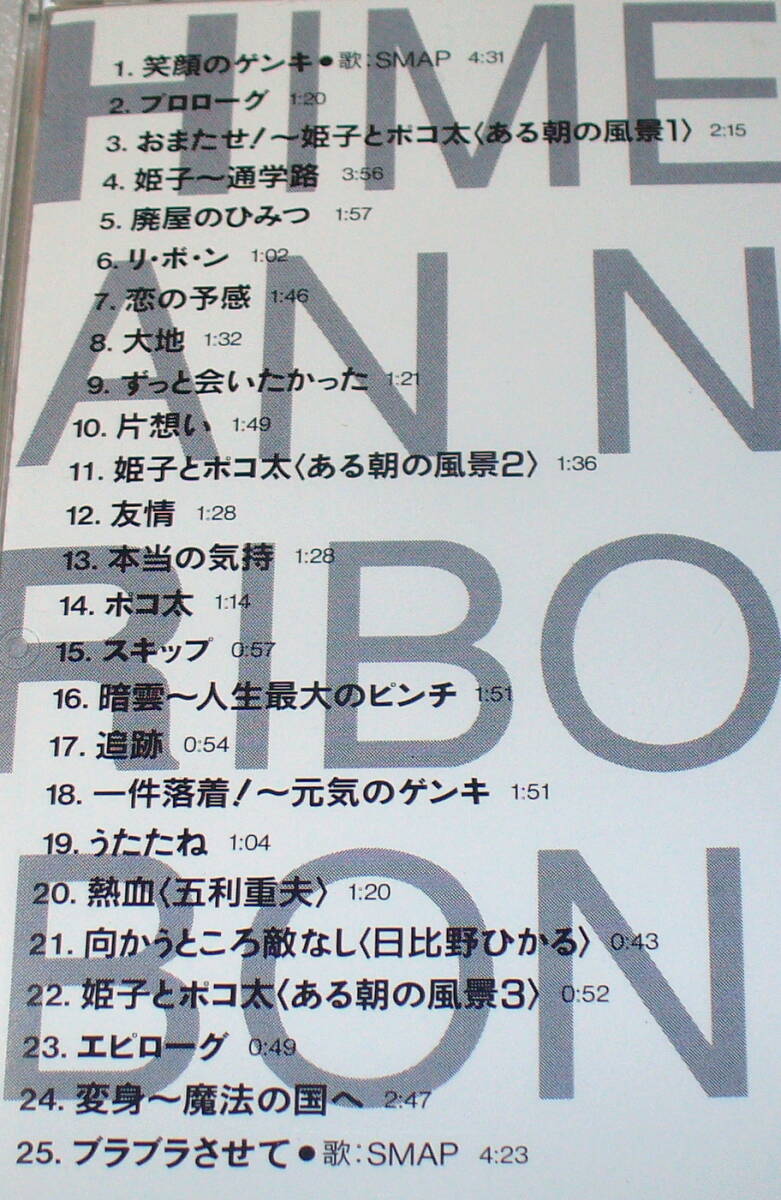 HIME
AN N
RIBO
BON
1. 笑顔のゲンキ●歌:SMAP 4:31
2. プロローグ 1:20
3. おまたせ!〜姫子とポコ太〈ある朝の風景1〉 2:15
4. 姫子〜通学路 3:56
5. 廃屋のひみつ 1:57
6. リ・ボ・ン 1:02
7. 恋の予感 1:46
8. 大地 1:32
9. ずっと会いたかった 1:21
10. 片想い 1:49
11. 姫子とポコ太〈ある朝の風景2〉 1:36
12. 友情 1:28
13. 本当の気持 1:28
14. ポコ太 1:14
15. スキップ 0:57
16. 暗雲〜人生最大のピンチ 1:51
17. 追跡 0:54
18. 一件落着!〜元気のゲンキ 1:51
19. うたたね 1:04
20. 熱血〈五利重夫〉 1:20
21. 向かうところ敵なし〈日比野ひかる〉 0:43
22. 姫子とポコ太〈ある朝の風景3〉 0:52
23. エピローグ 0:49
24. 変身〜魔法の国へ 2:47
25. ブラブラさせて●歌:SMAP 4:23